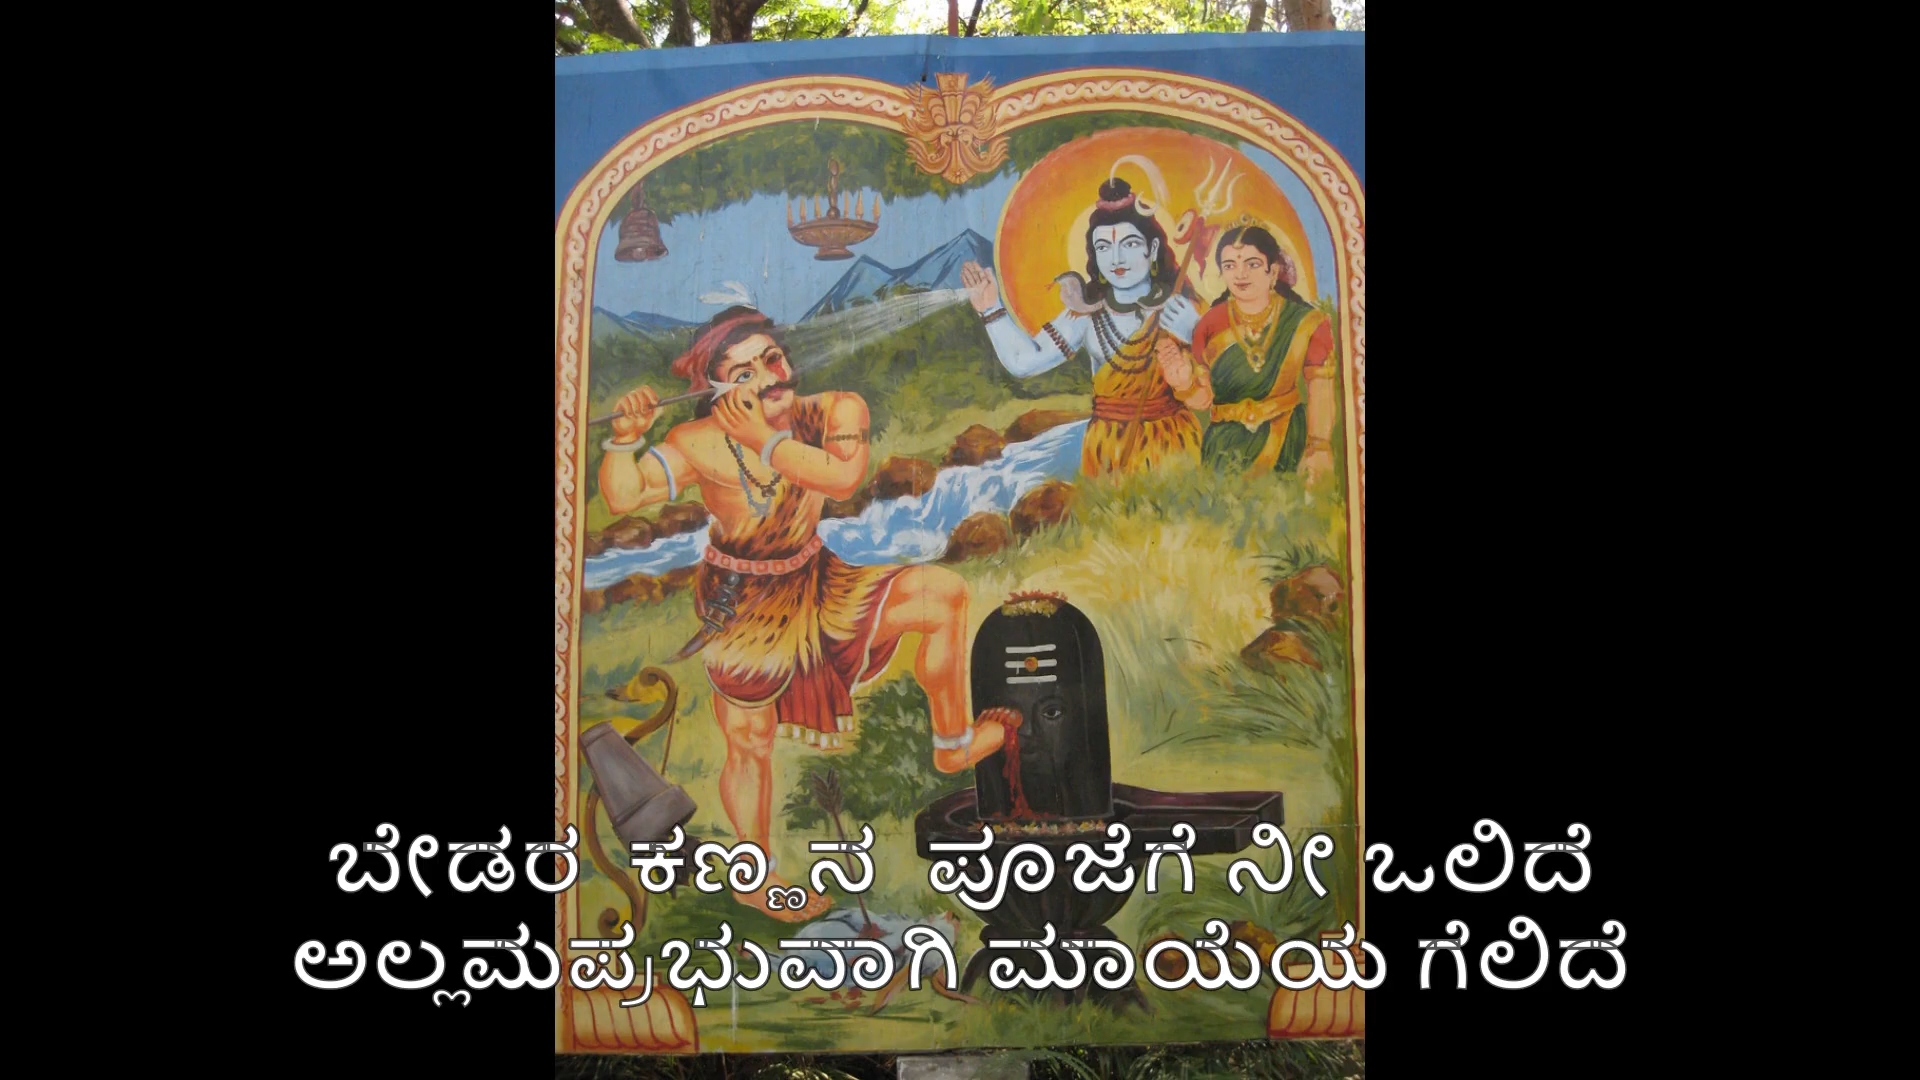 ಬೇಡರ ಕಣ್ಣನ ಪೂಜೆಗೆ ನೀ ಒಲಿದೆ
ಅಲ್ಲಮಪ್ರಭುವಾಗಿ ಮಾಯೆಯ ಗೆಲಿದೆ